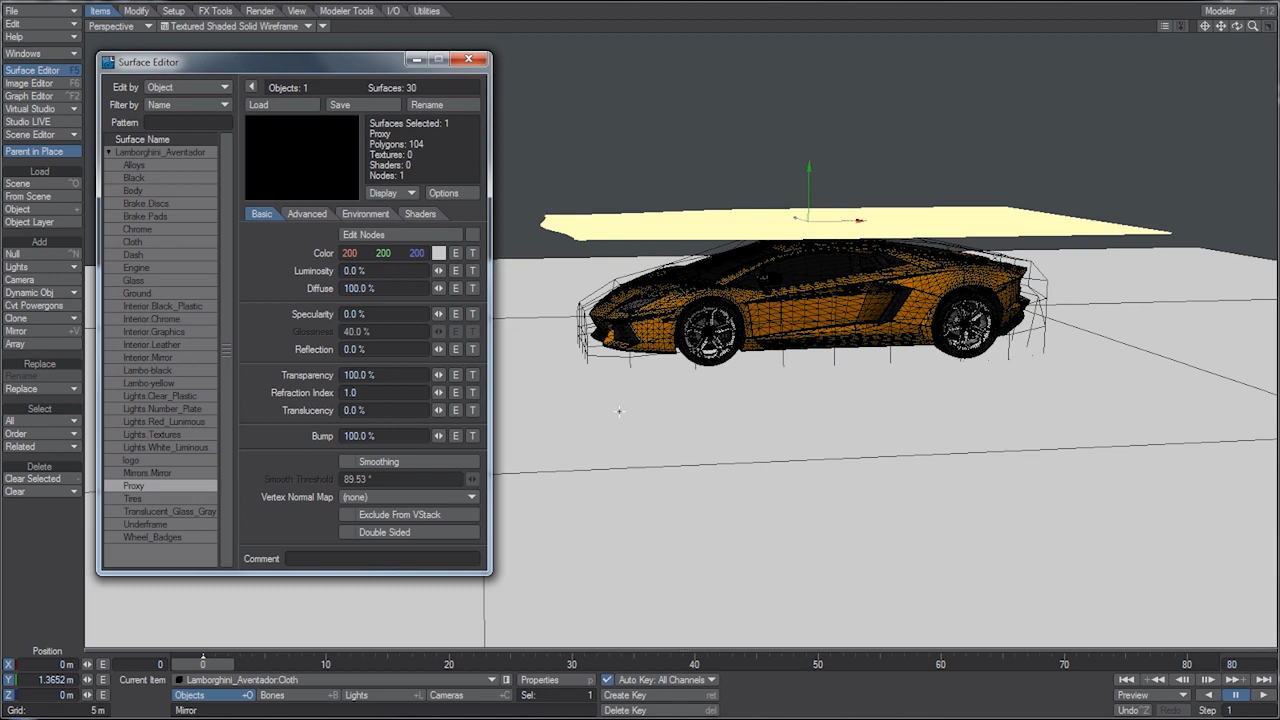 File
Items
Modify
Setup
FX Tools
Render
View
Modeler Tools
I/O
Utilities
Modeler
F12
Edit
Perspective
Textured Shaded Solid Wireframe
Help
Windows
Surface Editor F5
Image Editor F6
Graph Editor ^F2
Virtual Studio
Studio LIVE
Scene Editor
Parent in Place
Load
Scene ^O
From Scene
Object +
Object Layer
Add
Null ^N
Lights
Camera
Dynamic Obj
Cvt Powergons
Clone
Mirror +V
Array
Replace
Rename
Replace
Select
All
Order
Related
Delete
Clear Selected -
Clear
Surface Editor
Edit by Object
Objects: 1 Surfaces: 30
Filter by Name
Load Save Rename
Pattern
Surface Name
Lamborghini_Aventador
Alloys
Black
Body
Brake.Discs
Brake.Pads
Chrome
Cloth
Dash
Engine
Glass
Ground
Interior.Black_Plastic
Interior.Chrome
Interior.Graphics
Interior.Leather
Interior.Mirror
Lambo-black
Lambo-yellow
Lights.Clear_Plastic
Lights.Number_Plate
Lights.Red_Luminous
Lights.Textures
Lights.White_Luminous
logo
Mirrors.Mirror
Proxy
Tires
Translucent_Glass_Gray
Underframe
Wheel_Badges
Surfaces Selected: 1
Proxy
Polygons: 104
Textures: 0
Shaders: 0
Nodes: 1
Display Options
Basic Advanced Environment Shaders
Edit Nodes
Color 200 200 200 E T
Luminosity 0.0 % E T
Diffuse 100.0 % E T
Specularity 0.0 % E T
Glossiness 40.0 % E T
Reflection 0.0 % E T
Transparency 100.0 % E T
Refraction Index 1.0 E T
Translucency 0.0 % E T
Bump 100.0 % E T
Smoothing
Smooth Threshold 89.53 °
Vertex Normal Map (none)
Exclude From VStack
Double Sided
Comment
Position
X 0 m E
Y 1.3652 m E
Z 0 m E
Grid: 5 m
0
0 10 20 30 40 50 60 70 80
80
Current Item Lamborghini_Aventador:Cloth
Properties p
Auto Key: All Channels
Objects +O Bones +B Lights +L Cameras +C
Sel: 1
Create Key ret
Mirror
Delete Key del
Preview
Undo ^Z Redo Step 1